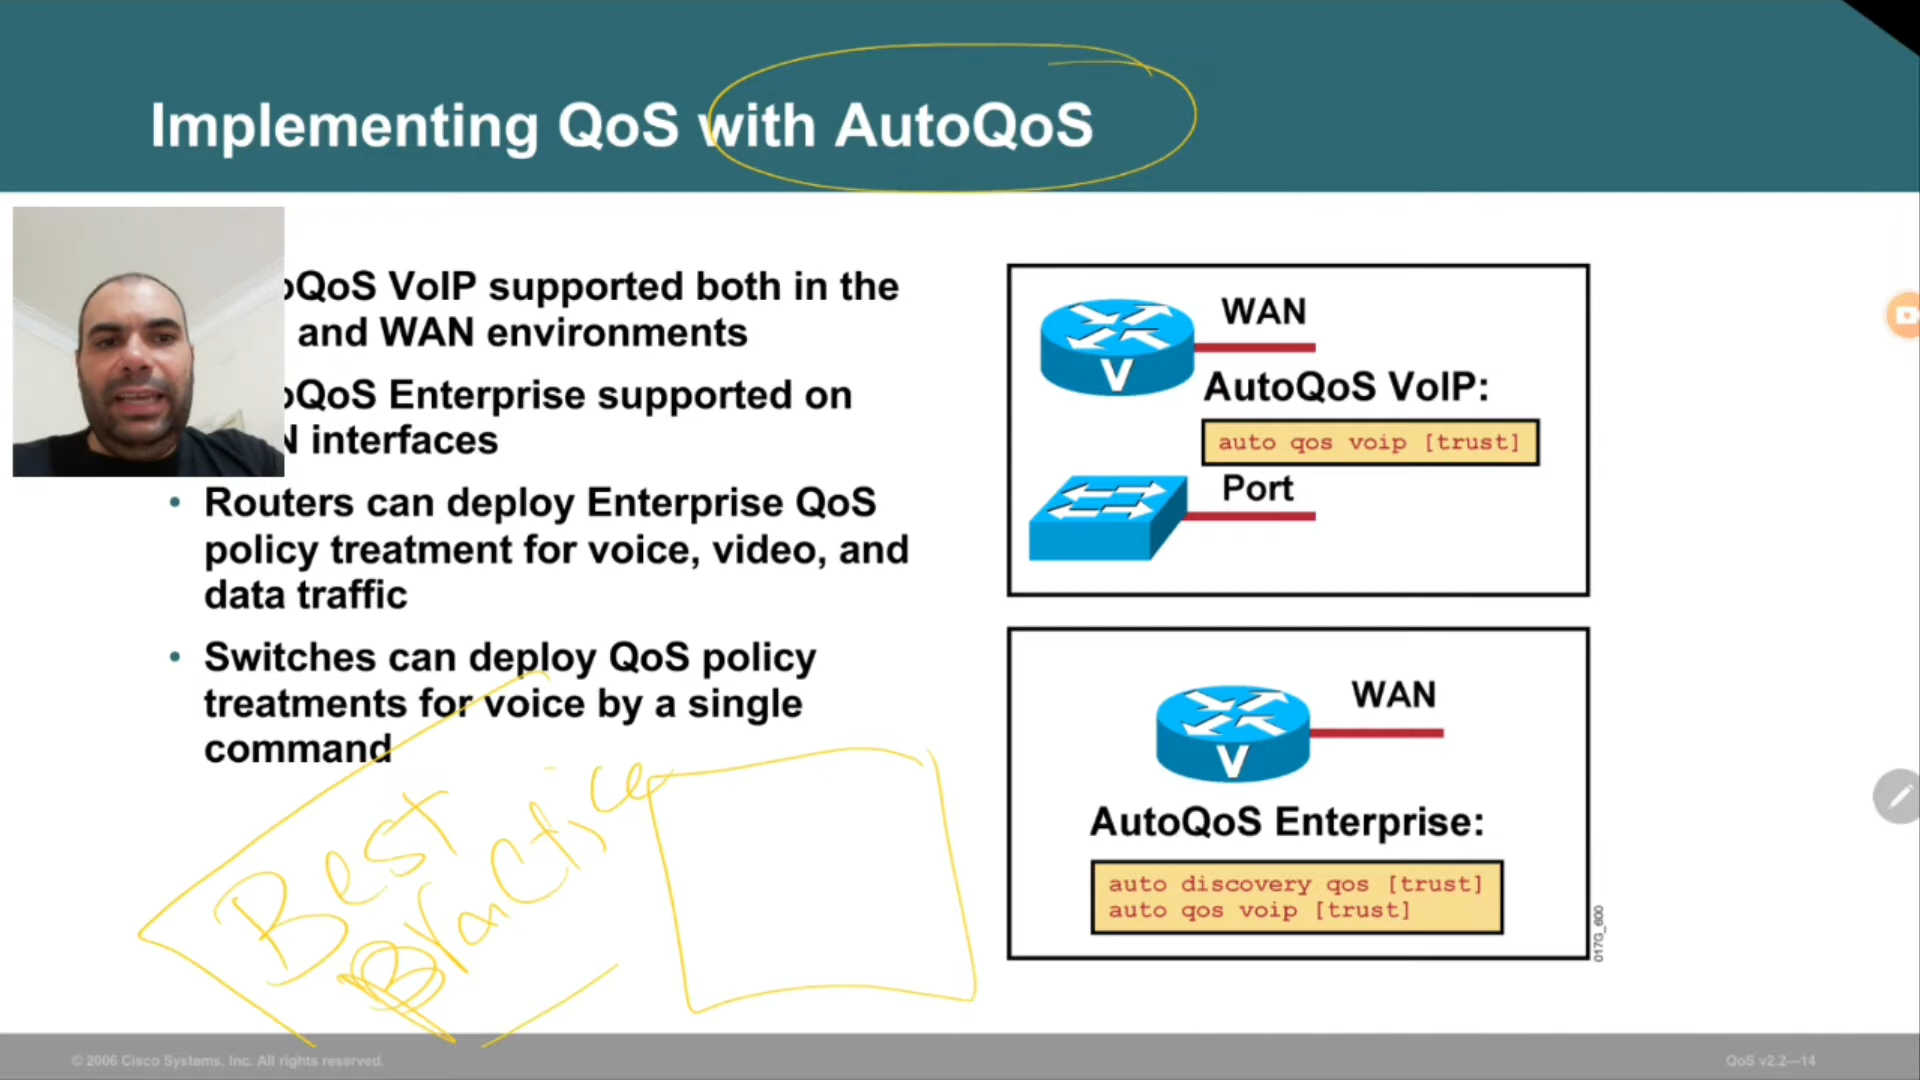 Implementing QoS with AutoQoS
oQoS VoIP supported both in the
and WAN environments
oQoS Enterprise supported on
N interfaces
• Routers can deploy Enterprise QoS
policy treatment for voice, video, and
data traffic
• Switches can deploy QoS policy
treatments for voice by a single
command
Best
Practice
WAN
V
AutoQoS VoIP:
auto qos voip [trust]
Port
WAN
V
AutoQoS Enterprise:
auto discovery qos [trust]
auto qos voip [trust]
017G_600
© 2006 Cisco Systems, Inc. All rights reserved.
QoS v2.2—14